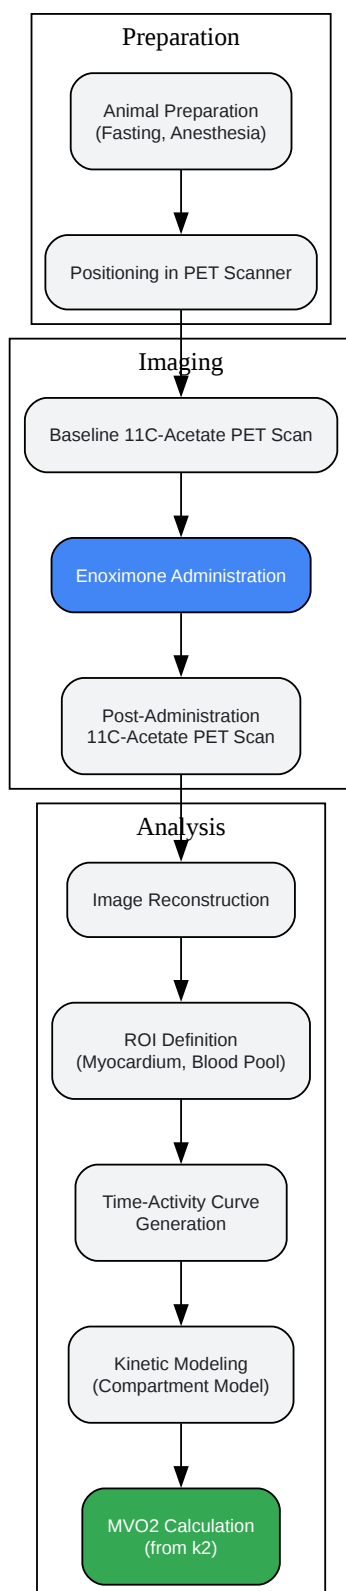 Preparation
Animal Preparation
(Fasting, Anesthesia)
Positioning in PET Scanner
Imaging
Baseline 11C-Acetate PET Scan
Enoximone Administration
Post-Administration
11C-Acetate PET Scan
Analysis
Image Reconstruction
ROI Definition
(Myocardium, Blood Pool)
Time-Activity Curve
Generation
Kinetic Modeling
(Compartment Model)
MVO2 Calculation
(from k2)